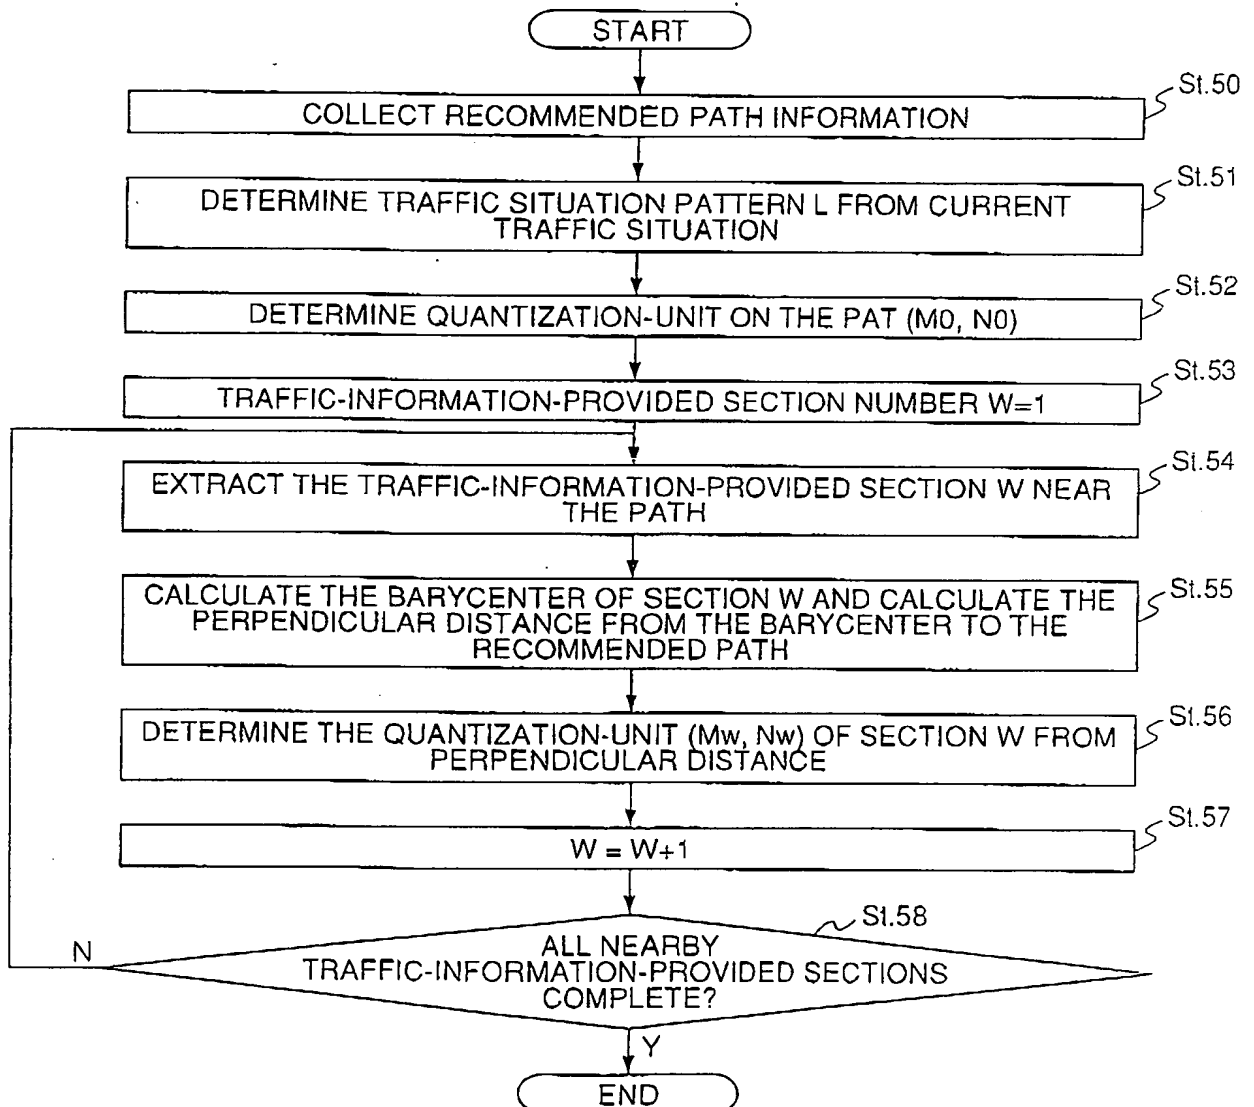 START
St.50
COLLECT RECOMMENDED PATH INFORMATION
St.51
DETERMINE TRAFFIC SITUATION PATTERN L FROM CURRENT
TRAFFIC SITUATION
St.52
DETERMINE QUANTIZATION-UNIT ON THE PAT (M0, N0)
St.53
TRAFFIC-INFORMATION-PROVIDED SECTION NUMBER W=1
St.54
EXTRACT THE TRAFFIC-INFORMATION-PROVIDED SECTION W NEAR
THE PATH
St.55
CALCULATE THE BARYCENTER OF SECTION W AND CALCULATE THE
PERPENDICULAR DISTANCE FROM THE BARYCENTER TO THE
RECOMMENDED PATH
St.56
DETERMINE THE QUANTIZATION-UNIT (Mw, Nw) OF SECTION W FROM
PERPENDICULAR DISTANCE
St.57
W = W+1
St.58
N
ALL NEARBY
TRAFFIC-INFORMATION-PROVIDED SECTIONS
COMPLETE?
Y
END